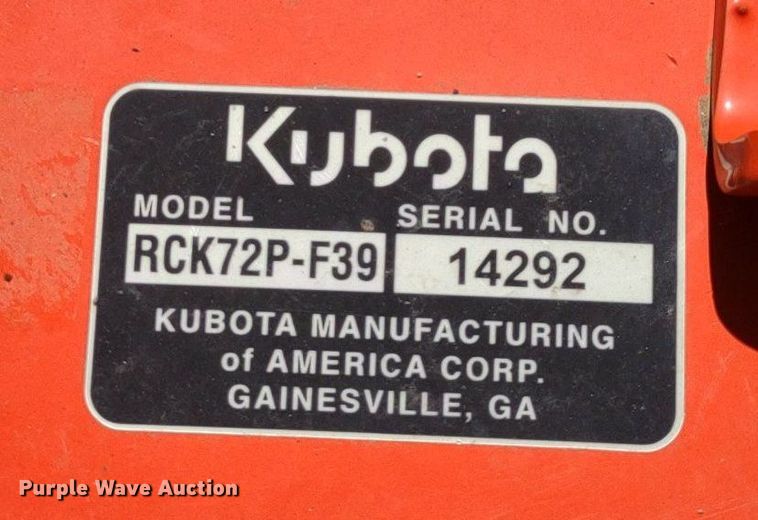 Kubota
MODEL SERIAL NO.
RCK72P-F39 14292
KUBOTA MANUFACTURING
of AMERICA CORP.
GAINESVILLE, GA
Purple Wave Auction